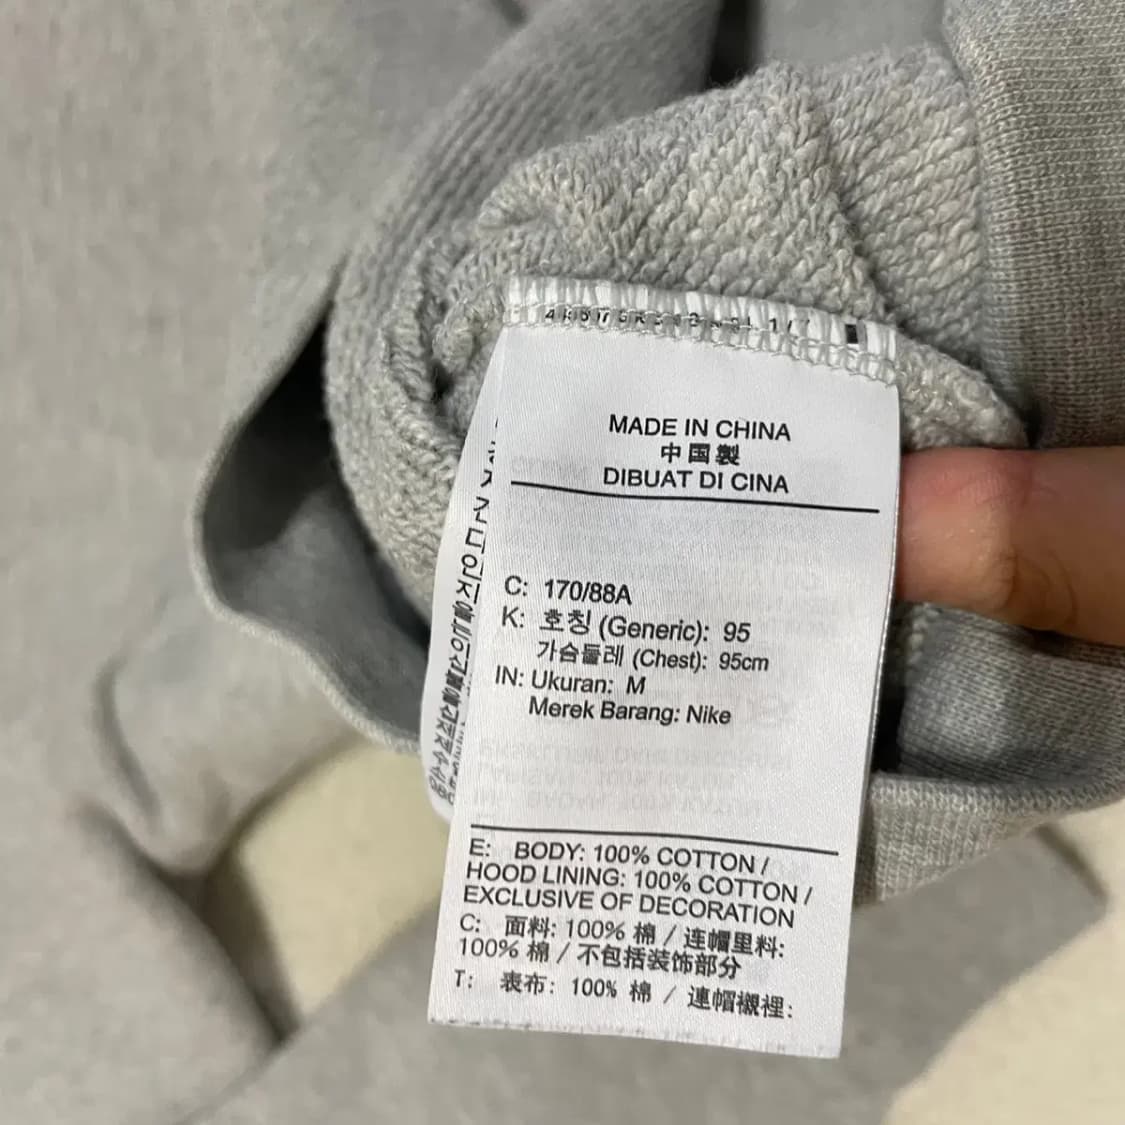 MADE IN CHINA
中国製
DIBUAT DI CINA
C: 170/88A
K: 호칭 (Generic): 95
가슴둘레 (Chest): 95cm
IN: Ukuran: M
Merek Barang: Nike
E: BODY: 100% COTTON /
HOOD LINING: 100% COTTON /
EXCLUSIVE OF DECORATION
C: 面料: 100% 棉 / 连帽里料:
100% 棉 / 不包括装饰部分
T: 表布: 100% 棉 / 連帽襯裡: